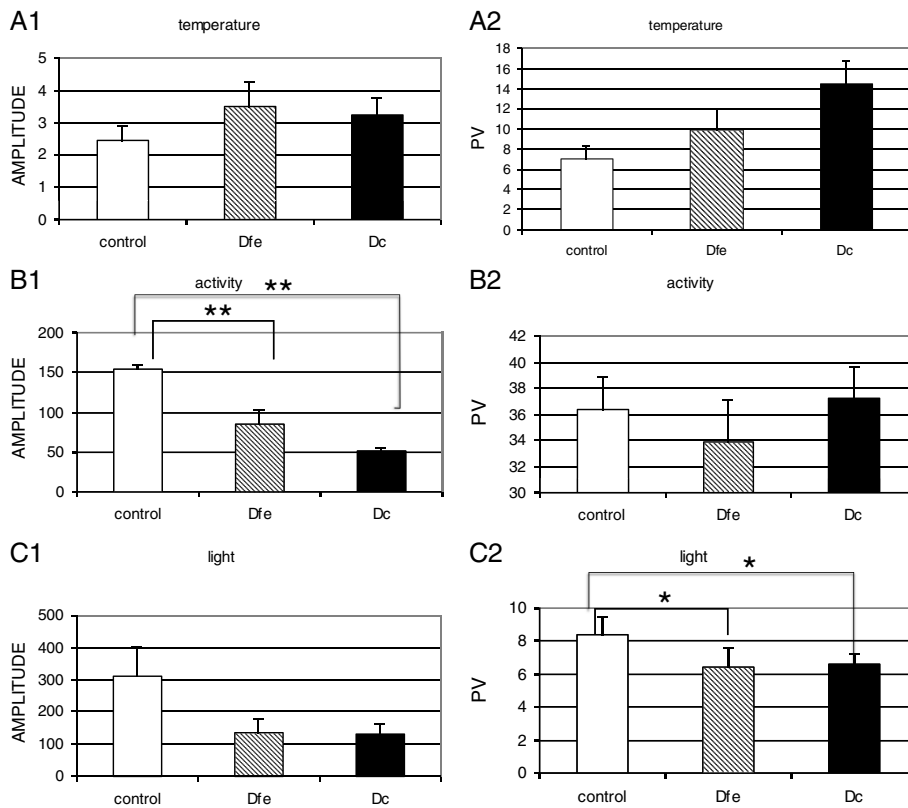 A1
temperature
AMPLITUDE
5
4
3
2
1
0
control Dfe Dc
A2
temperature
PV
18
16
14
12
10
8
6
4
2
0
control Dfe Dc
B1
activity
**
**
AMPLITUDE
200
150
100
50
0
control Dfe Dc
B2
activity
PV
42
40
38
36
34
32
30
control Dfe Dc
C1
light
AMPLITUDE
500
400
300
200
100
0
control Dfe Dc
C2
light
*
*
PV
10
8
6
4
2
0
control Dfe Dc